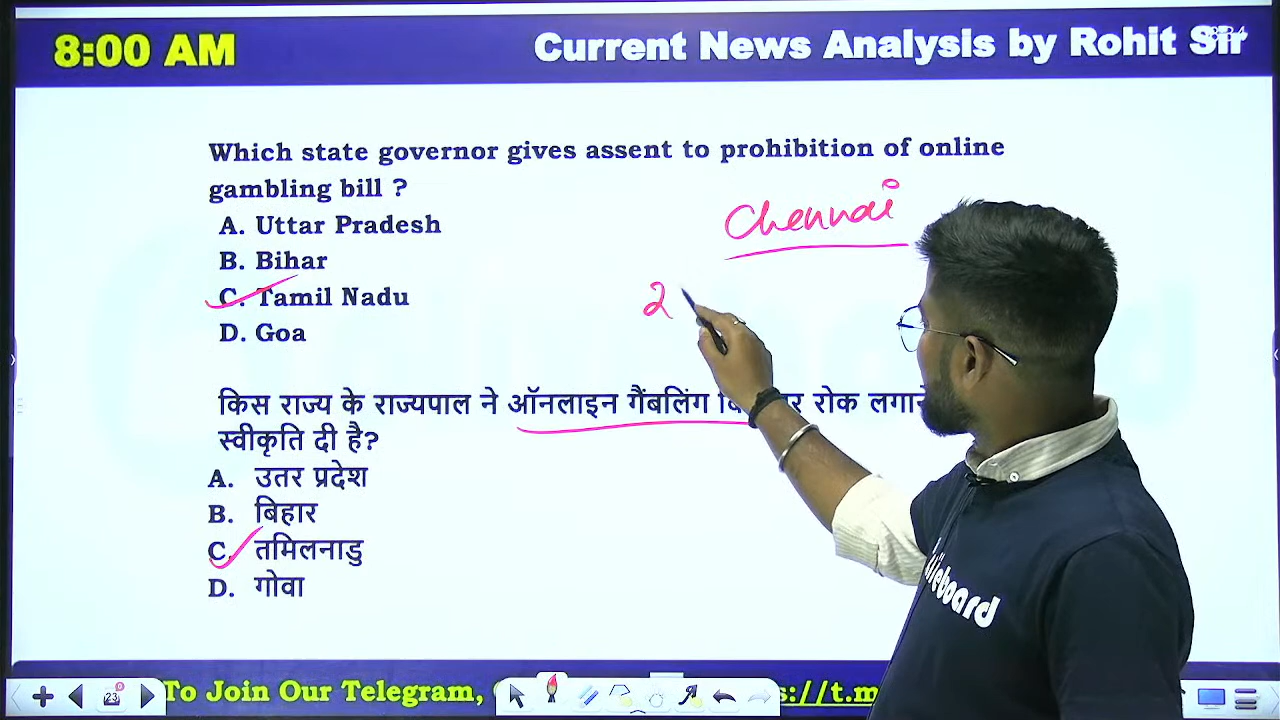 8:00 AM
Current News Analysis by Rohit Sir
Which state governor gives assent to prohibition of online
gambling bill ?
A. Uttar Pradesh
B. Bihar
C. Tamil Nadu
D. Goa
Chennai
2
किस राज्य के राज्यपाल ने ऑनलाइन गैंबलिंग रोक लगाने
स्वीकृति दी है?
A. उतर प्रदेश
B. बिहार
C. तमिलनाडु
D. गोवा
23
To Join Our Telegram,
s://t.m